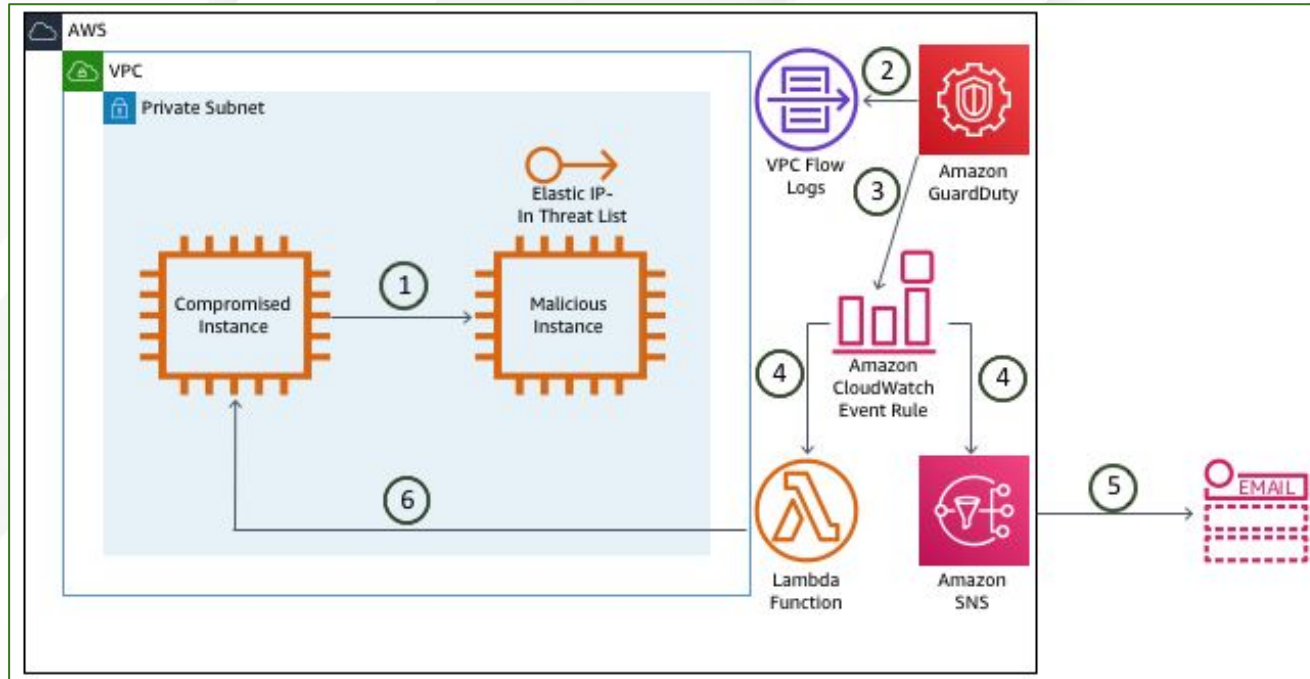 AWS
VPC
Private Subnet
Elastic IP-
In Threat List
Compromised
Instance
1
Malicious
Instance
6
VPC Flow
Logs
2
Amazon
GuardDuty
3
Amazon
CloudWatch
Event Rule
4
4
Lambda
Function
Amazon
SNS
5
EMAIL